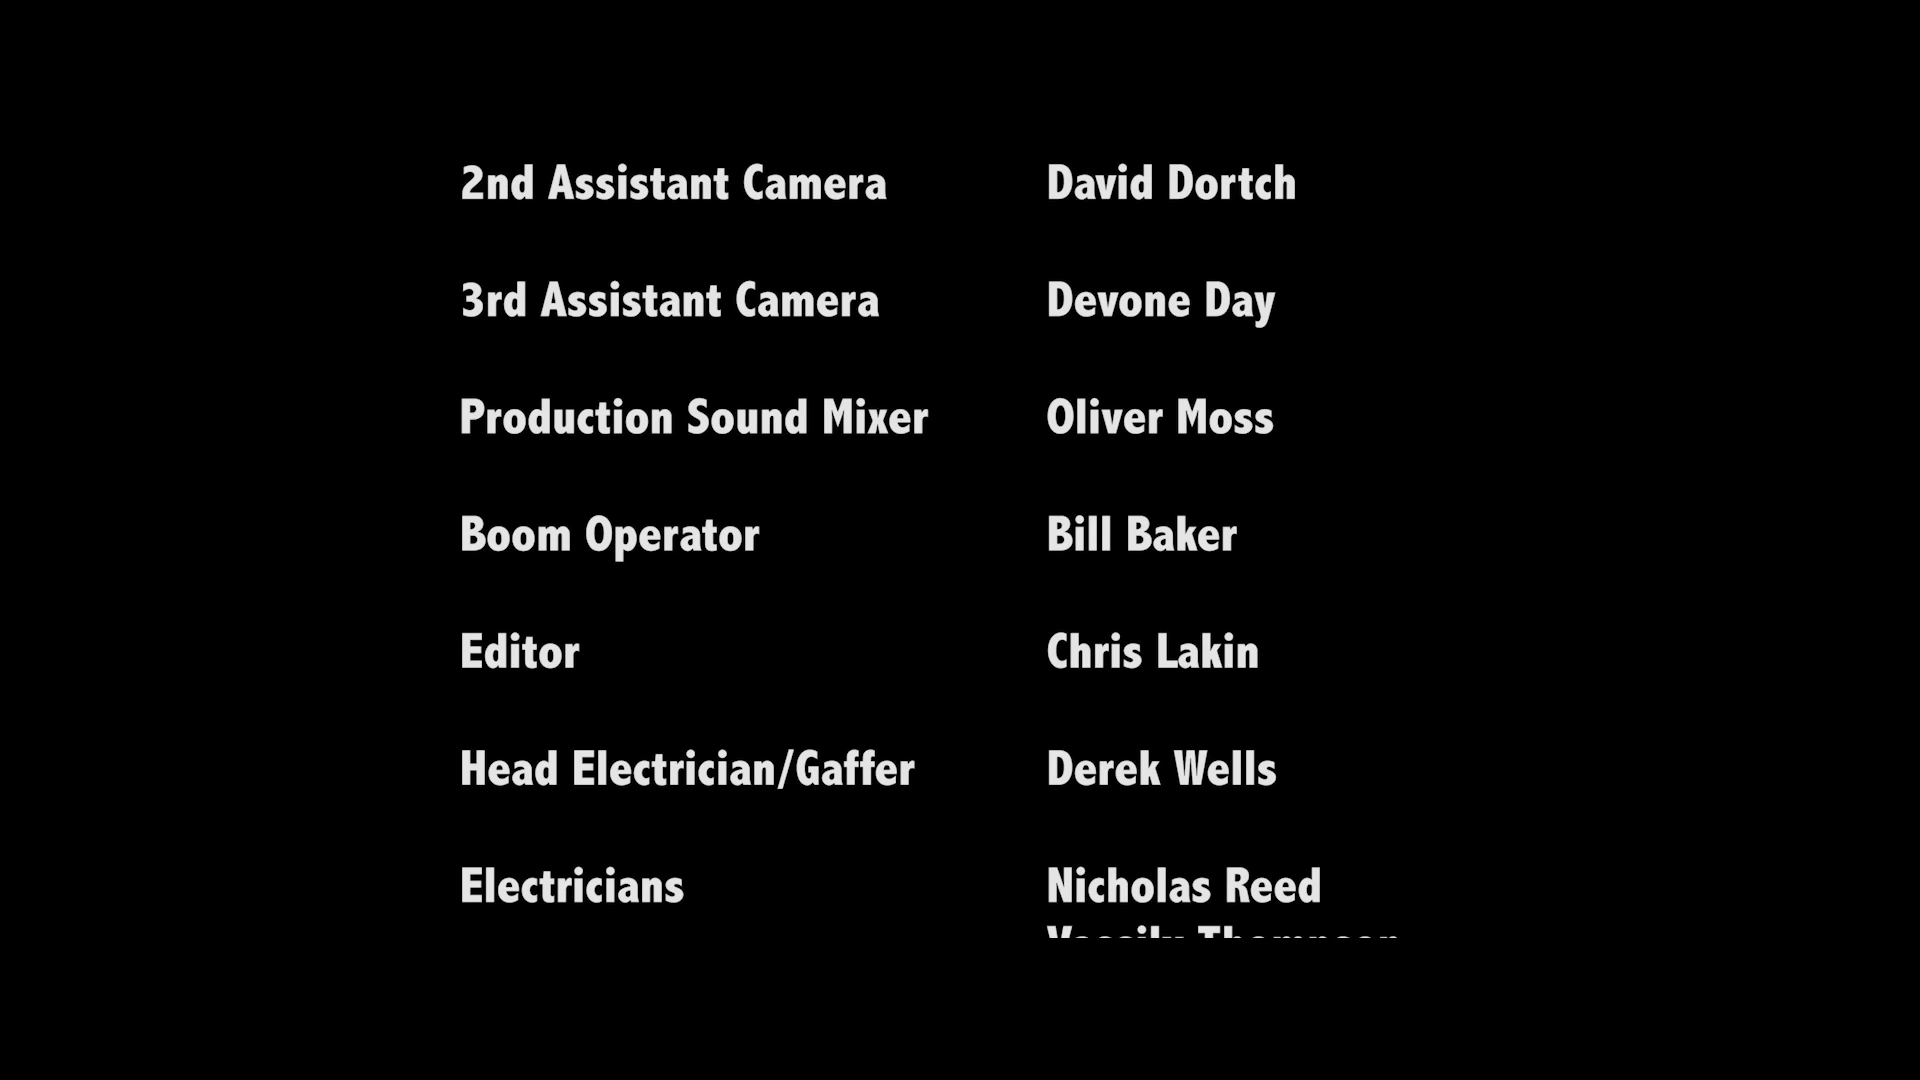 2nd Assistant Camera David Dortch
3rd Assistant Camera Devone Day
Production Sound Mixer Oliver Moss
Boom Operator Bill Baker
Editor Chris Lakin
Head Electrician/Gaffer Derek Wells
Electricians Nicholas Reed